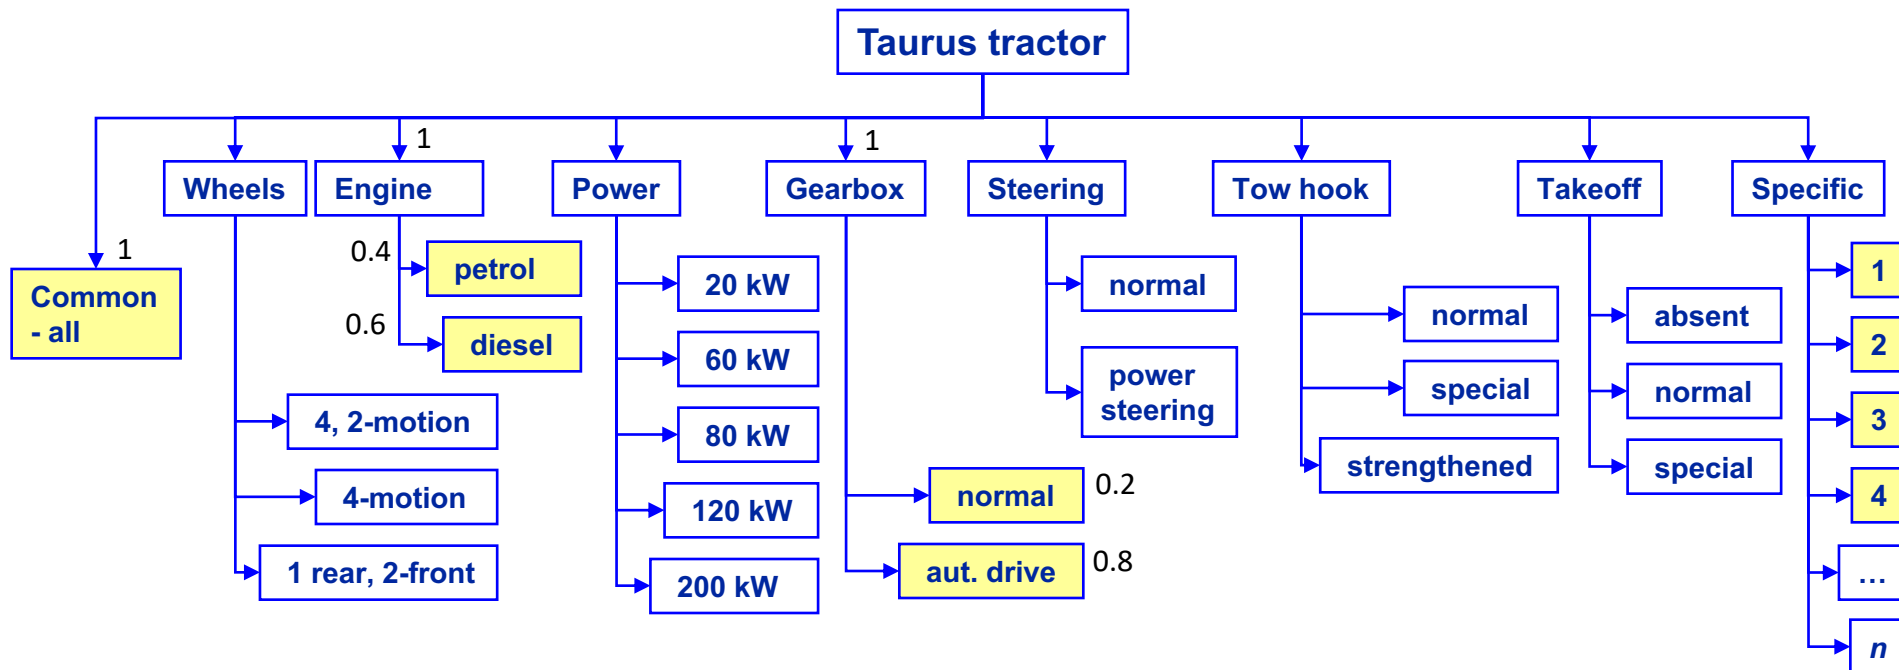 Taurus tractor
1
1
Wheels
Engine
Power
Gearbox
Steering
Tow hook
Takeoff
Specific
1
Common
- all
0.4
petrol
0.6
diesel
4, 2-motion
4-motion
1 rear, 2-front
20 kW
60 kW
80 kW
120 kW
200 kW
normal
0.2
aut. drive
0.8
normal
power
steering
normal
special
strengthened
absent
normal
special
1
2
3
4
...
n